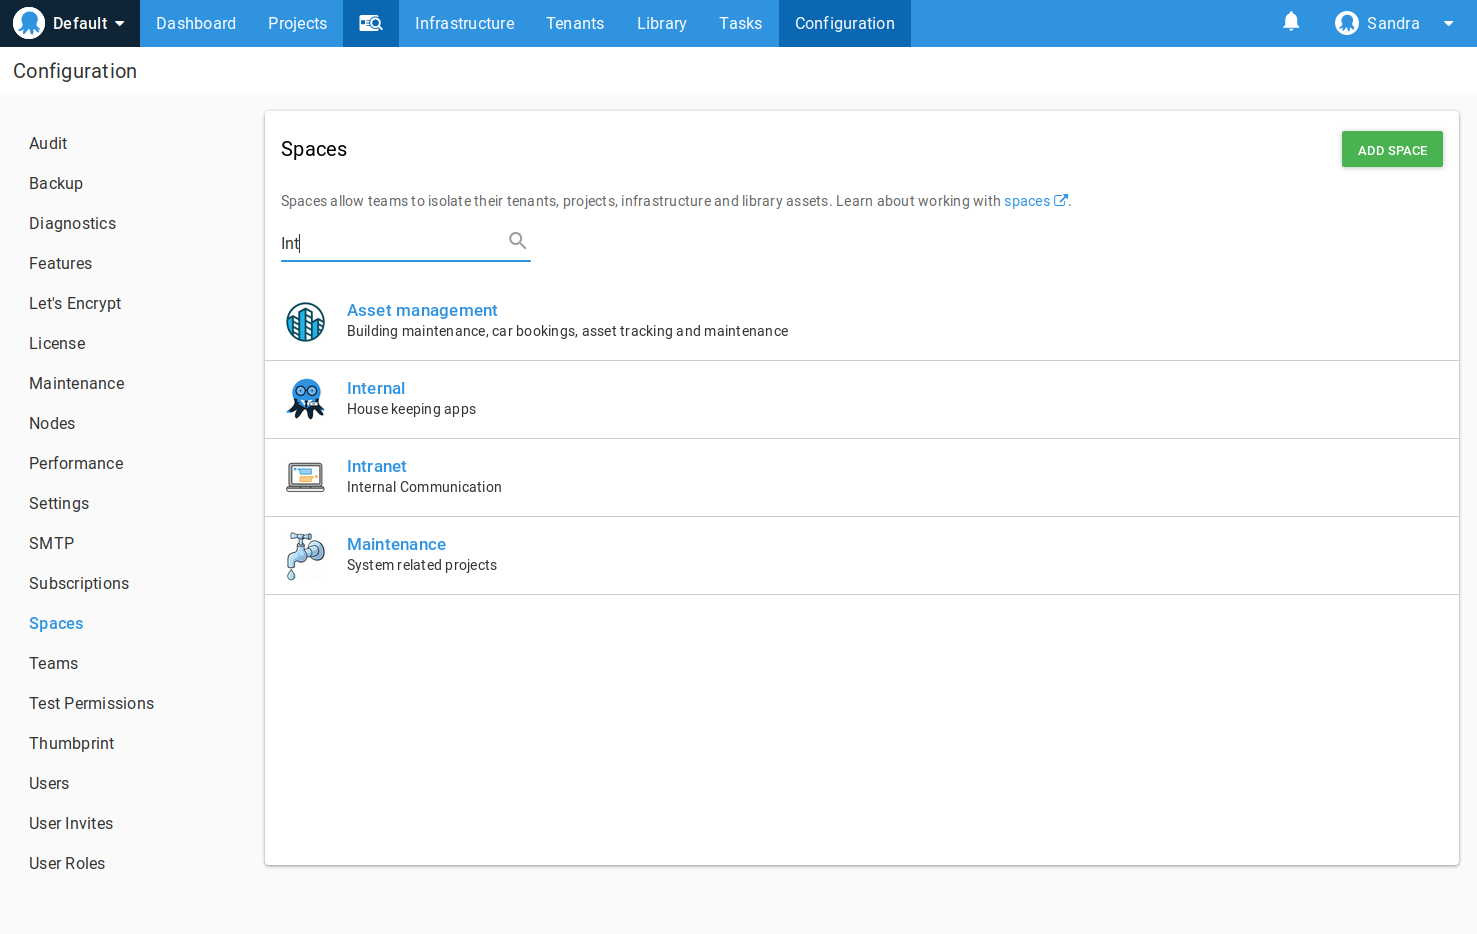 Default
Dashboard
Projects
Infrastructure
Tenants
Library
Tasks
Configuration
Sandra
Configuration
Audit
Backup
Diagnostics
Features
Let's Encrypt
License
Maintenance
Nodes
Performance
Settings
SMTP
Subscriptions
Spaces
Teams
Test Permissions
Thumbprint
Users
User Invites
User Roles
Spaces
ADD SPACE
Spaces allow teams to isolate their tenants, projects, infrastructure and library assets. Learn about working with spaces.
Int
Asset management
Building maintenance, car bookings, asset tracking and maintenance
Internal
House keeping apps
Intranet
Internal Communication
Maintenance
System related projects